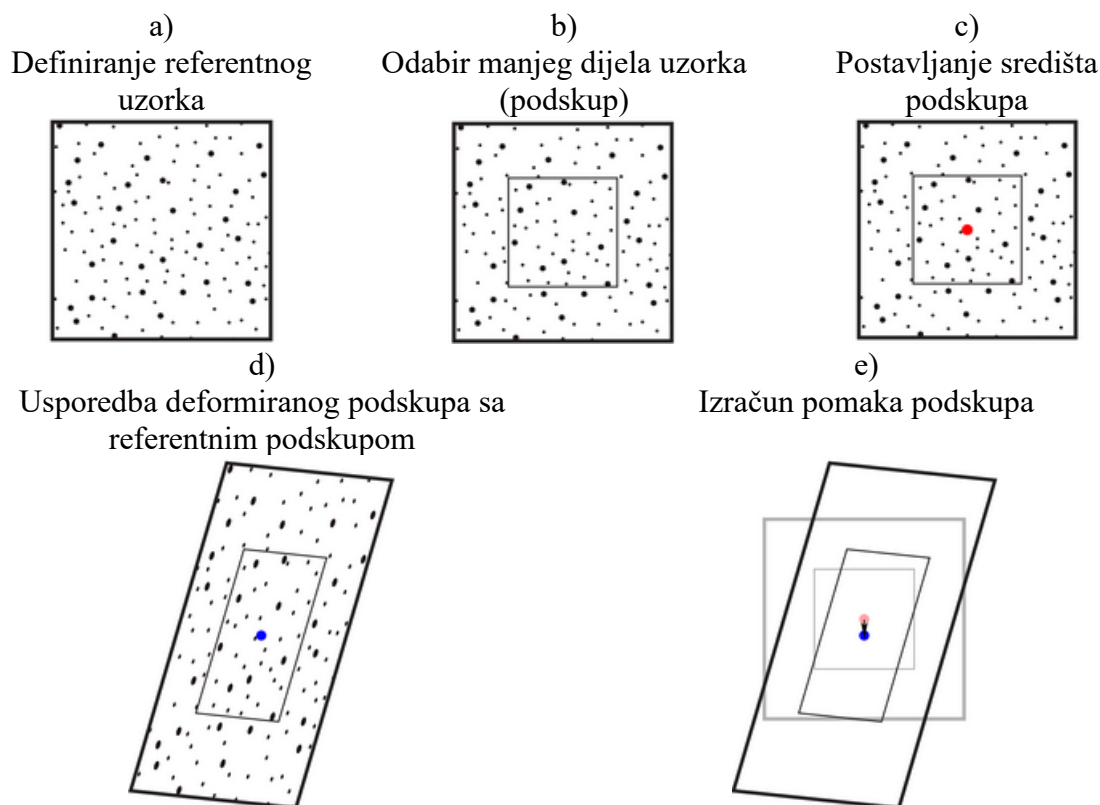 a)
Definiranje referentnog
uzorka
b)
Odabir manjeg dijela uzorka
(podskup)
c)
Postavljanje središta
podskupa
d)
Usporedba deformiranog podskupa sa
referentnim podskupom
e)
Izračun pomaka podskupa